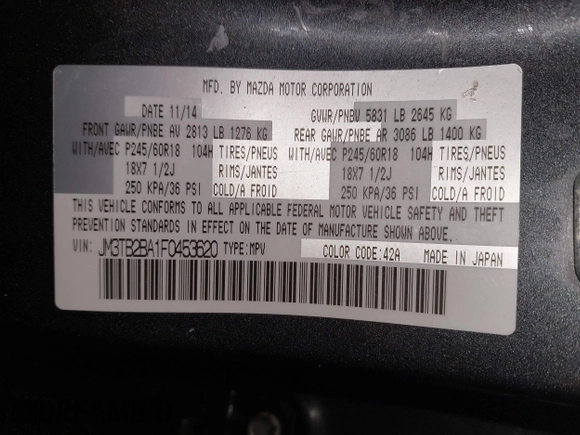 MFD. BY MAZDA MOTOR CORPORATION
DATE 11/14 GVWR/PNBV 5831 LB 2645 KG
FRONT GAWR/PNBE AV 2813 LB 1276 KG REAR GAWR/PNBE AR 3086 LB 1400 KG
WITH/AVEC P245/60R18 104H TIRES/PNEUS WITH/AVEC P245/60R18 104H TIRES/PNEUS
18X7 1/2J RIMS/JANTES 18X7 1/2J RIMS/JANTES
250 KPA/36 PSI COLD/A FROID 250 KPA/36 PSI COLD/A FROID
THIS VEHICLE CONFORMS TO ALL APPLICABLE FEDERAL MOTOR VEHICLE SAFETY AND THEFT
PREVENTION STANDARDS IN EFFECT ON THE DATE OF MANUFACTURE SHOWN ABOVE.
VIN: JM3TB2BA1F0453620 TYPE:MPV COLOR CODE:42A MADE IN JAPAN